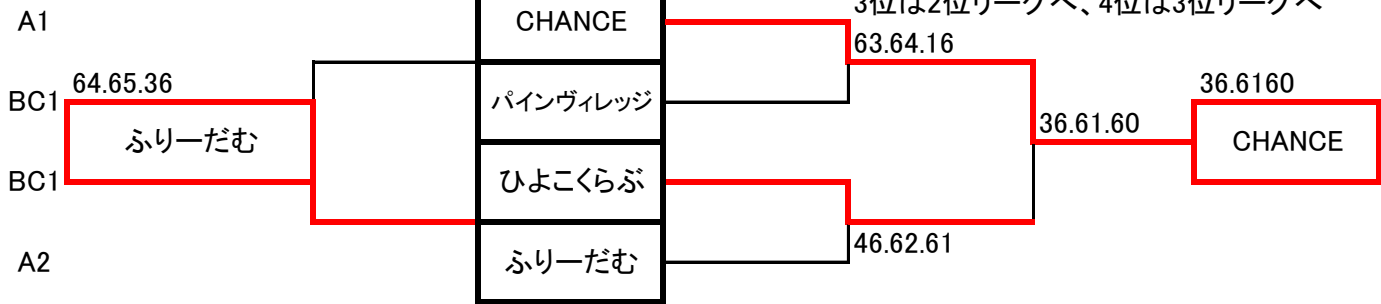 3位は2位リーグへ、4位は3位リーグへ
A1
CHANCE
63.64.16
64.65.36
BC1
パインヴィレッジ
36.6160
ふりーだむ
36.61.60
CHANCE
BC1
ひよこくらぶ
46.62.61
A2
ふりーだむ